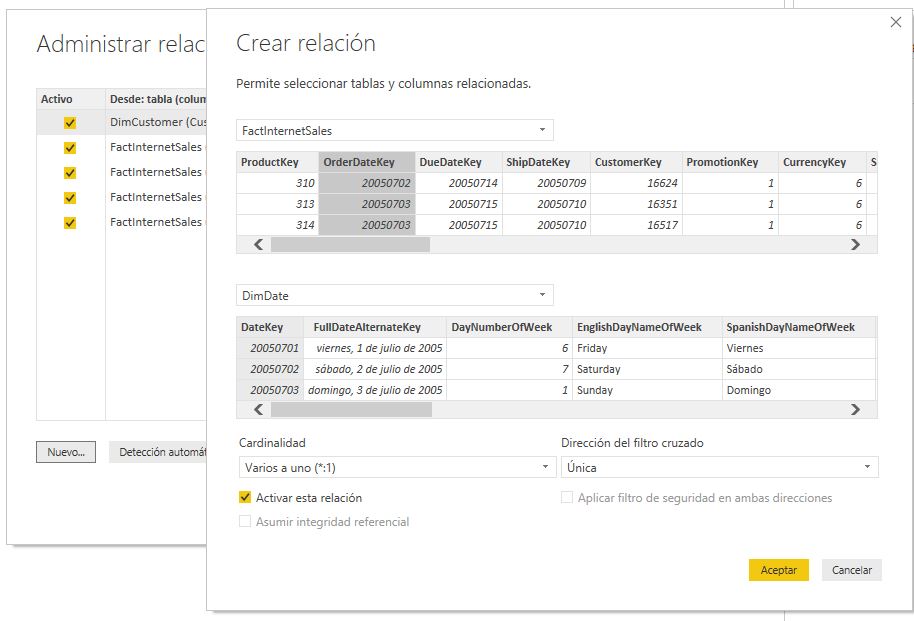 Administrar relac
Activo Desde: tabla (colum
DimCustomer (Cus
FactInternetSales
FactInternetSales
FactInternetSales
FactInternetSales
Nuevo... Detección automát
Crear relación
Permite seleccionar tablas y columnas relacionadas.
FactInternetSales
ProductKey OrderDateKey DueDateKey ShipDateKey CustomerKey PromotionKey CurrencyKey S
310 20050702 20050714 20050709 16624 1 6
313 20050703 20050715 20050710 16351 1 6
314 20050703 20050715 20050710 16517 1 6
DimDate
DateKey FullDateAlternateKey DayNumberOfWeek EnglishDayNameOfWeek SpanishDayNameOfWeek
20050701 viernes, 1 de julio de 2005 6 Friday Viernes
20050702 sábado, 2 de julio de 2005 7 Saturday Sábado
20050703 domingo, 3 de julio de 2005 1 Sunday Domingo
Cardinalidad Dirección del filtro cruzado
Varios a uno (*:1) Única
Activar esta relación Aplicar filtro de seguridad en ambas direcciones
Asumir integridad referencial
Aceptar Cancelar